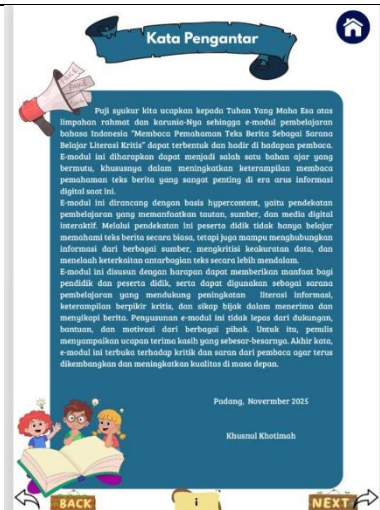 Kata Pengantar
FAKE
Puji syukur kita ucapkan kepada Tuhan Yang Maha Esa atas
limpahan rahmat dan karunia-Nya sehingga e-modul pembelajaran
bahasa Indonesia "Membaca Pemahaman Teks Berita Sebagai Sarana
Belajar Literasi Kritis" dapat terbentuk dan hadir di hadapan pembaca.
E-modul ini diharapkan dapat menjadi salah satu bahan ajar yang
bermutu, khususnya dalam meningkatkan keterampilan membaca
pemahaman teks berita yang sangat penting di era arus informasi
digital saat ini.
E-modul ini dirancang dengan basis hypercontent, yaitu pendekatan
pembelajaran yang memanfaatkan tautan, sumber, dan media digital
interaktif. Melalui pendekatan ini peserta didik tidak hanya belajar
memahami teks berita secara biasa, tetapi juga mampu menghubungkan
informasi dari berbagai sumber, mengkritisi keakuratan data, dan
menelaah keterkaitan antarbagian teks secara lebih mendalam.
E-modul ini disusun dengan harapan dapat memberikan manfaat bagi
pendidik dan peserta didik, serta dapat digunakan sebagai sarana
pembelajaran yang mendukung peningkatan literasi informasi,
keterampilan berpikir kritis, dan sikap bijak dalam menerima dan
menyikapi berita. Penyusunan e-modul ini tidak lepas dari dukungan,
bantuan, dan motivasi dari berbagai pihak. Untuk itu, penulis
menyampaikan ucapan terima kasih yang sebesar-besarnya. Akhir kata,
e-modul ini terbuka terhadap kritik dan saran dari pembaca agar terus
dikembangkan dan meningkatkan kualitas di masa depan.
Padang, Novermber 2025
Khusnul Khotimah
BACK
i
NEXT